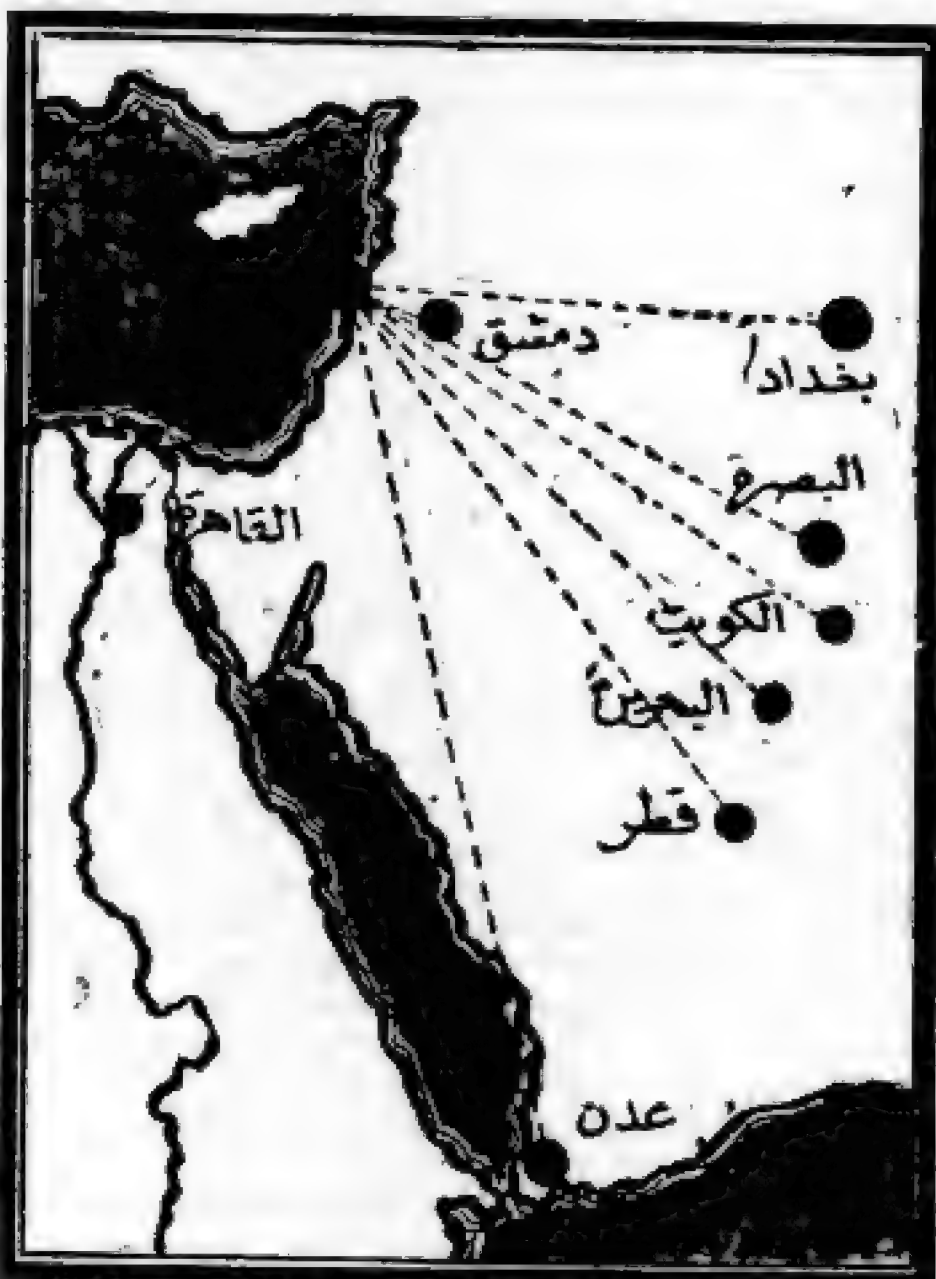 دمشق
بغداد
البصرة
القاهرة
الكويت
البحرين
قطر
عدن